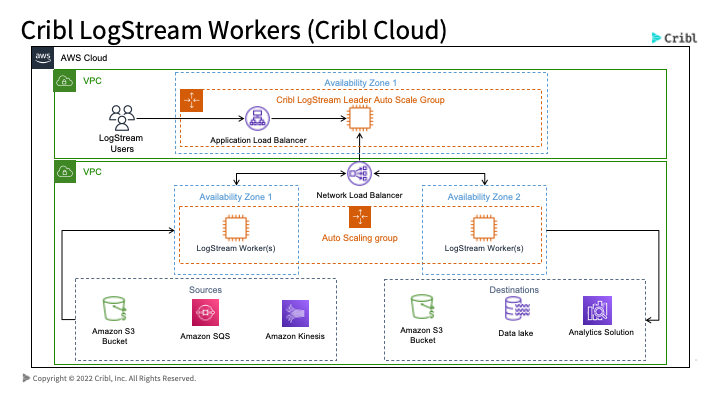 Cribl LogStream Workers (Cribl Cloud)
Cribl
aws
AWS Cloud
VPC
Availability Zone 1
Cribl LogStream Leader Auto Scale Group
LogStream
Users
Application Load Balancer
VPC
Network Load Balancer
Availability Zone 1
Availability Zone 2
LogStream Worker(s)
Auto Scaling group
LogStream Worker(s)
Sources
Amazon S3
Bucket
Amazon SQS
Amazon Kinesis
Destinations
Amazon S3
Bucket
Data lake
Analytics Solution
Copyright © 2022 Cribl, Inc. All Rights Reserved.